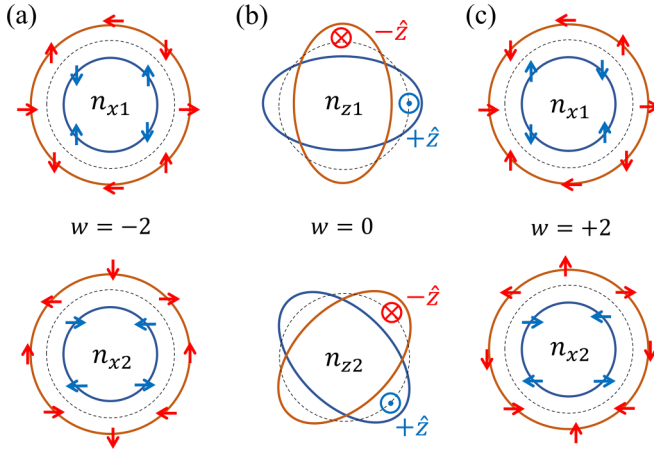 (a) (b) (c)
−ẑ
n_{x1} n_{z1} n_{x1}
+ẑ
w = −2 w = 0 w = +2
−ẑ
n_{x2} n_{z2} n_{x2}
+ẑ